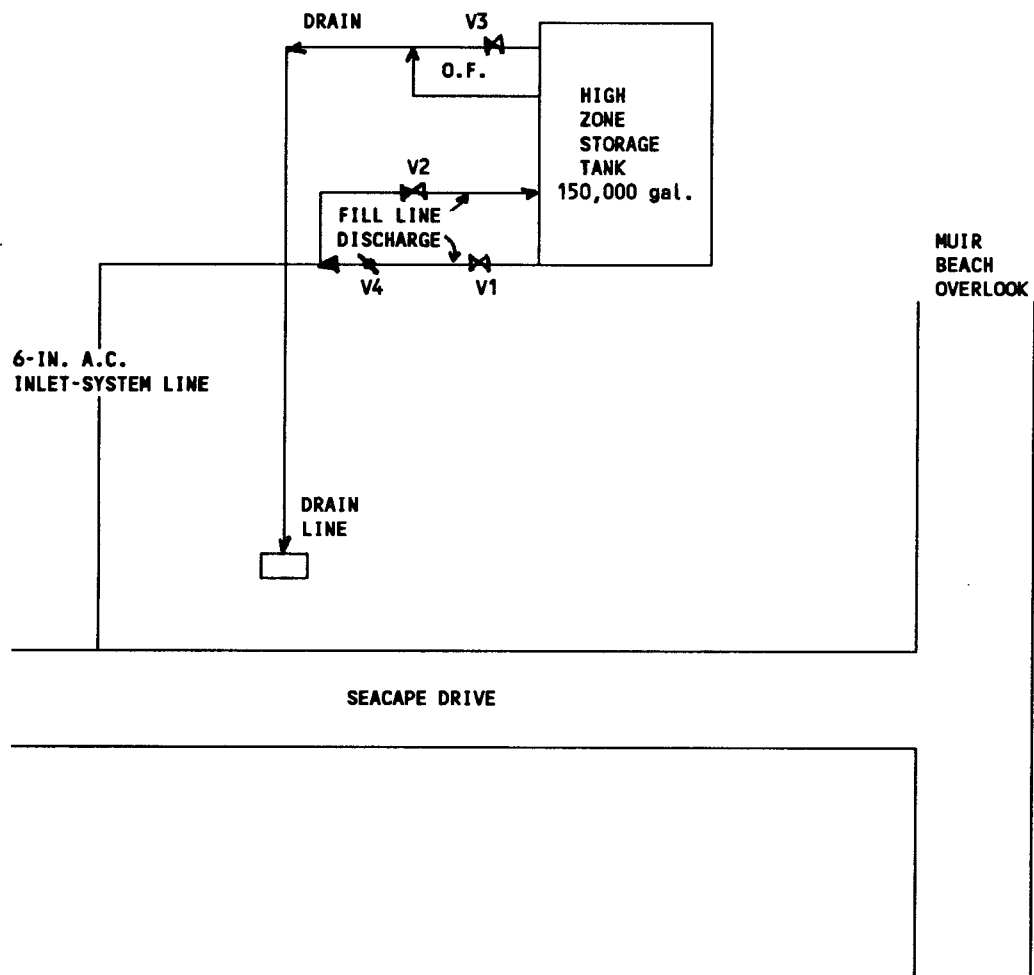 DRAIN
V3
O.F.
HIGH
ZONE
STORAGE
TANK
150,000 gal.
V2
FILL LINE
DISCHARGE
V4
V1
MUIR
BEACH
OVERLOOK
6-IN. A.C.
INLET-SYSTEM LINE
DRAIN
LINE
SEACAPE DRIVE